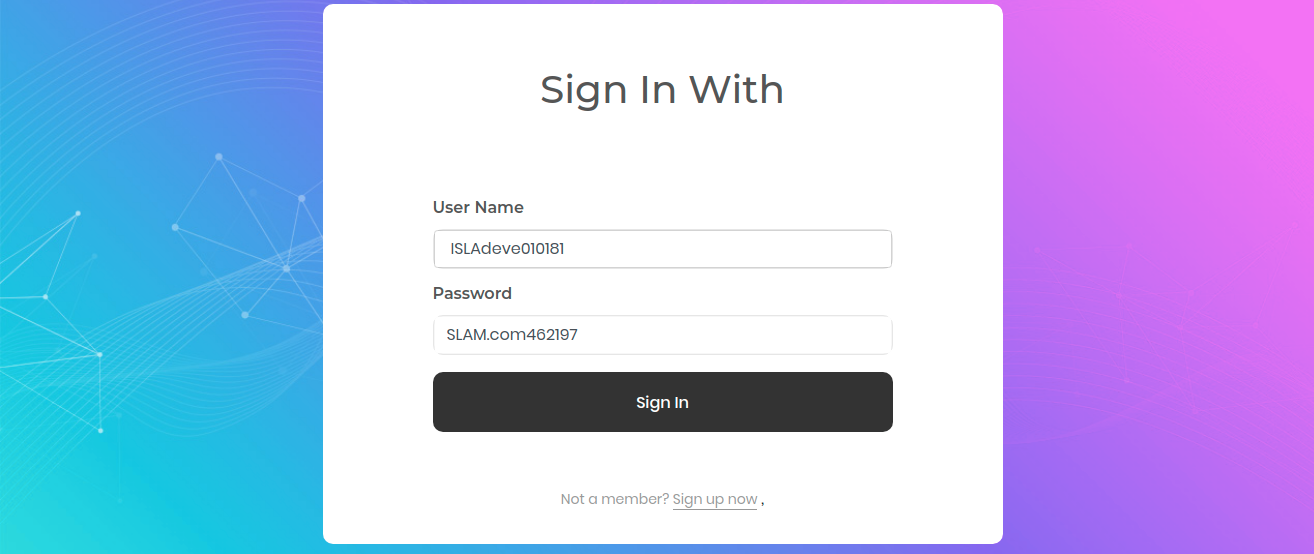 Sign In With
User Name
ISLAdeve010181
Password
SLAM.com462197
Sign In
Not a member? Sign up now ,